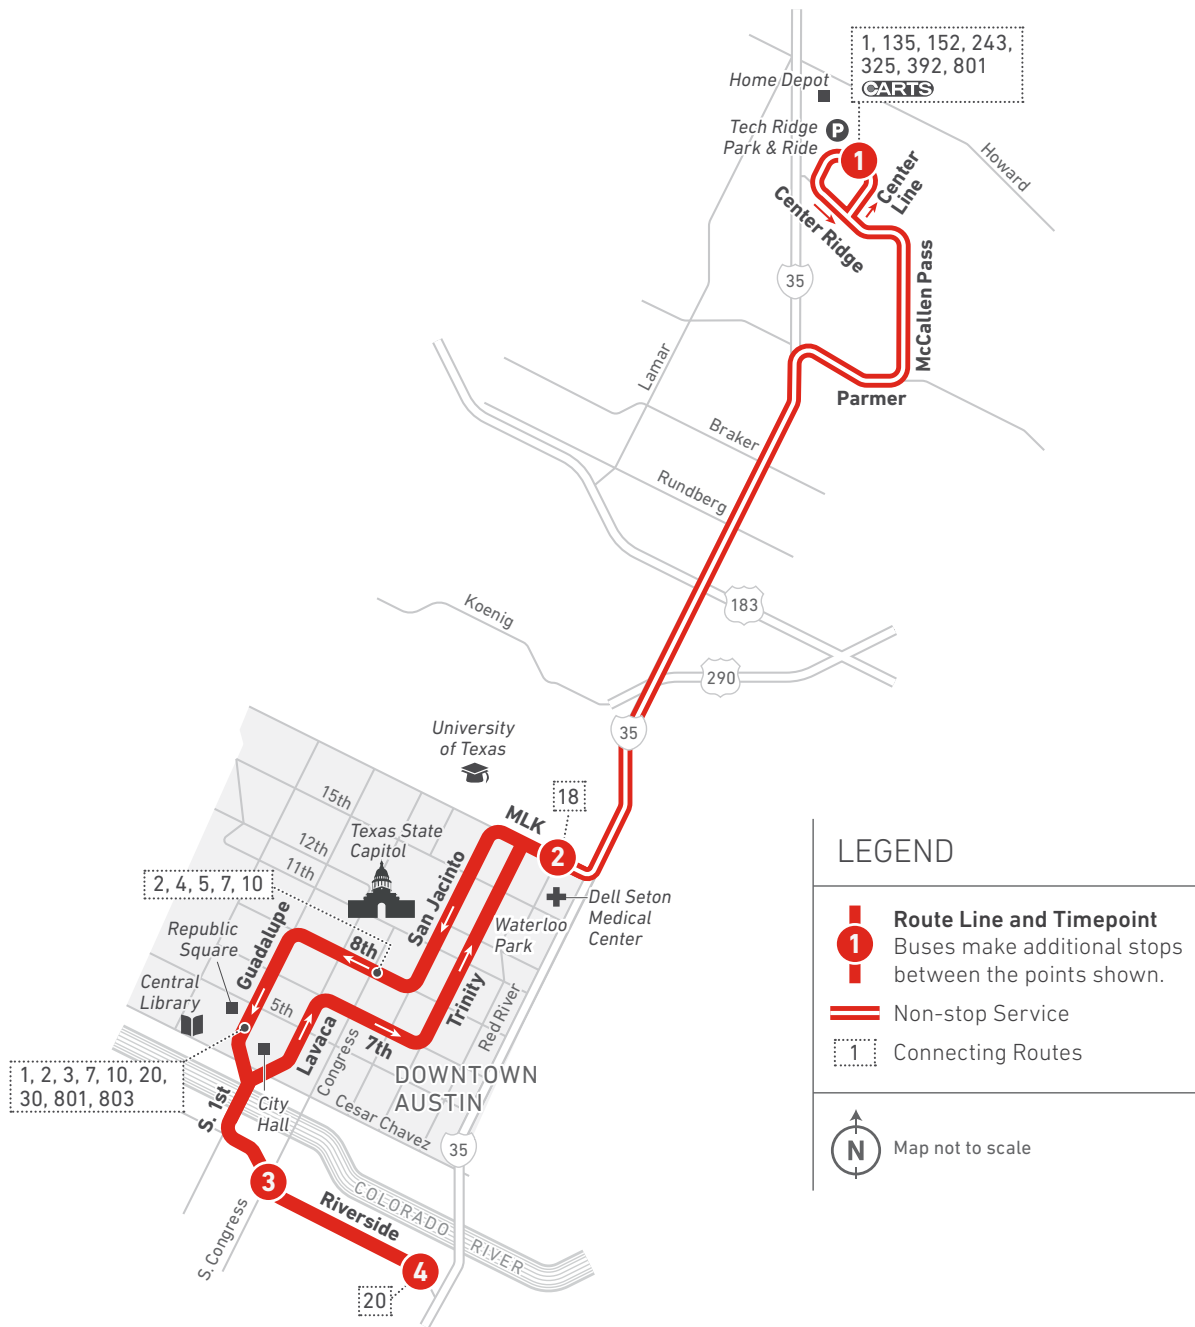 1, 135, 152, 243,
325, 392, 801
CARTS
Home Depot
Tech Ridge
Park & Ride
P
1
Howard
Center
Line
Center Ridge
McCallen Pass
35
Lamar
Parmer
Braker
Rundberg
183
Koenig
290
35
University
of Texas
18
15th
MLK
12th
Texas State
Capitol
11th
2
San Jacinto
2, 4, 5, 7, 10
Dell Seton
Medical
Center
Waterloo
Park
Republic
Square
Guadalupe
8th
Central
Library
5th
Trinity
Red River
Lavaca
Congress
7th
1, 2, 3, 7, 10, 20,
30, 801, 803
DOWNTOWN
AUSTIN
S. 1st
City
Hall
Cesar Chavez
35
3
COLORADO RIVER
Riverside
S. Congress
4
20
LEGEND
1
Route Line and Timepoint
Buses make additional stops
between the points shown.
Non-stop Service
1
Connecting Routes
N
Map not to scale